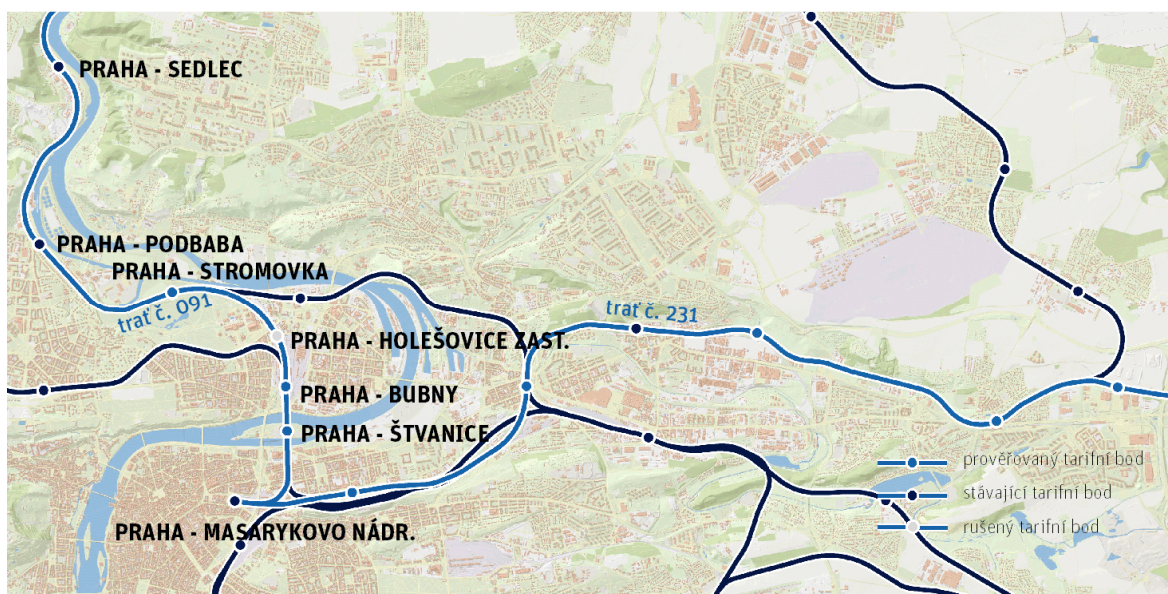 PRAHA - SEDLEC
PRAHA - PODBABA
PRAHA - STROMOVKA
trať č. 091
trať č. 231
PRAHA - HOLEŠOVICE ZAST.
PRAHA - BUBNY
PRAHA - ŠTVANICE
PRAHA - MASARYKOVO NÁDR.
prověřovaný tarifní bod
stávající tarifní bod
rušený tarifní bod